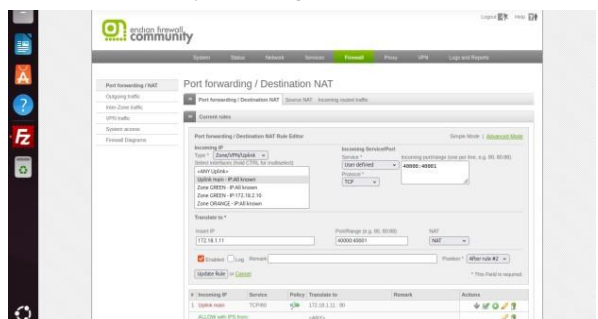 Logout Help
endian firewall
community
System Status Network Services Firewall Proxy VPN Logs and Reports
Port forwarding / NAT
Outgoing traffic
Inter-Zone traffic
VPN traffic
System access
Firewall Diagrams
Port forwarding / Destination NAT
Port forwarding / Destination NAT Source NAT Incoming routed traffic
Current rules
Port forwarding / Destination NAT Rule Editor Simple Mode | Advanced Mode
Incoming IP
Type * Zone/VPN/Uplink
Select interfaces (hold CTRL for multiselect)
<ANY Uplink>
Uplink main - IP:All known
Zone GREEN - IP:All known
Zone GREEN - IP:172.16.2.10
Zone ORANGE - IP:All known
Incoming Service/Port
Service * Incoming port/range (one per line, e.g. 80, 80:88)
User defined 40000:40001
Protocol *
TCP
Translate to *
Insert IP Port/Range (e.g. 80, 80:88) NAT
172.18.1.11 40000:40001 NAT
Enabled Log Remark Position * After rule #2
Update Rule or Cancel * This Field is required.
# Incoming IP Service Policy Translate to Remark Actions
1 Uplink main TCP/80 172.18.1.11 : 80
ALLOW with IPS from: <ANY>